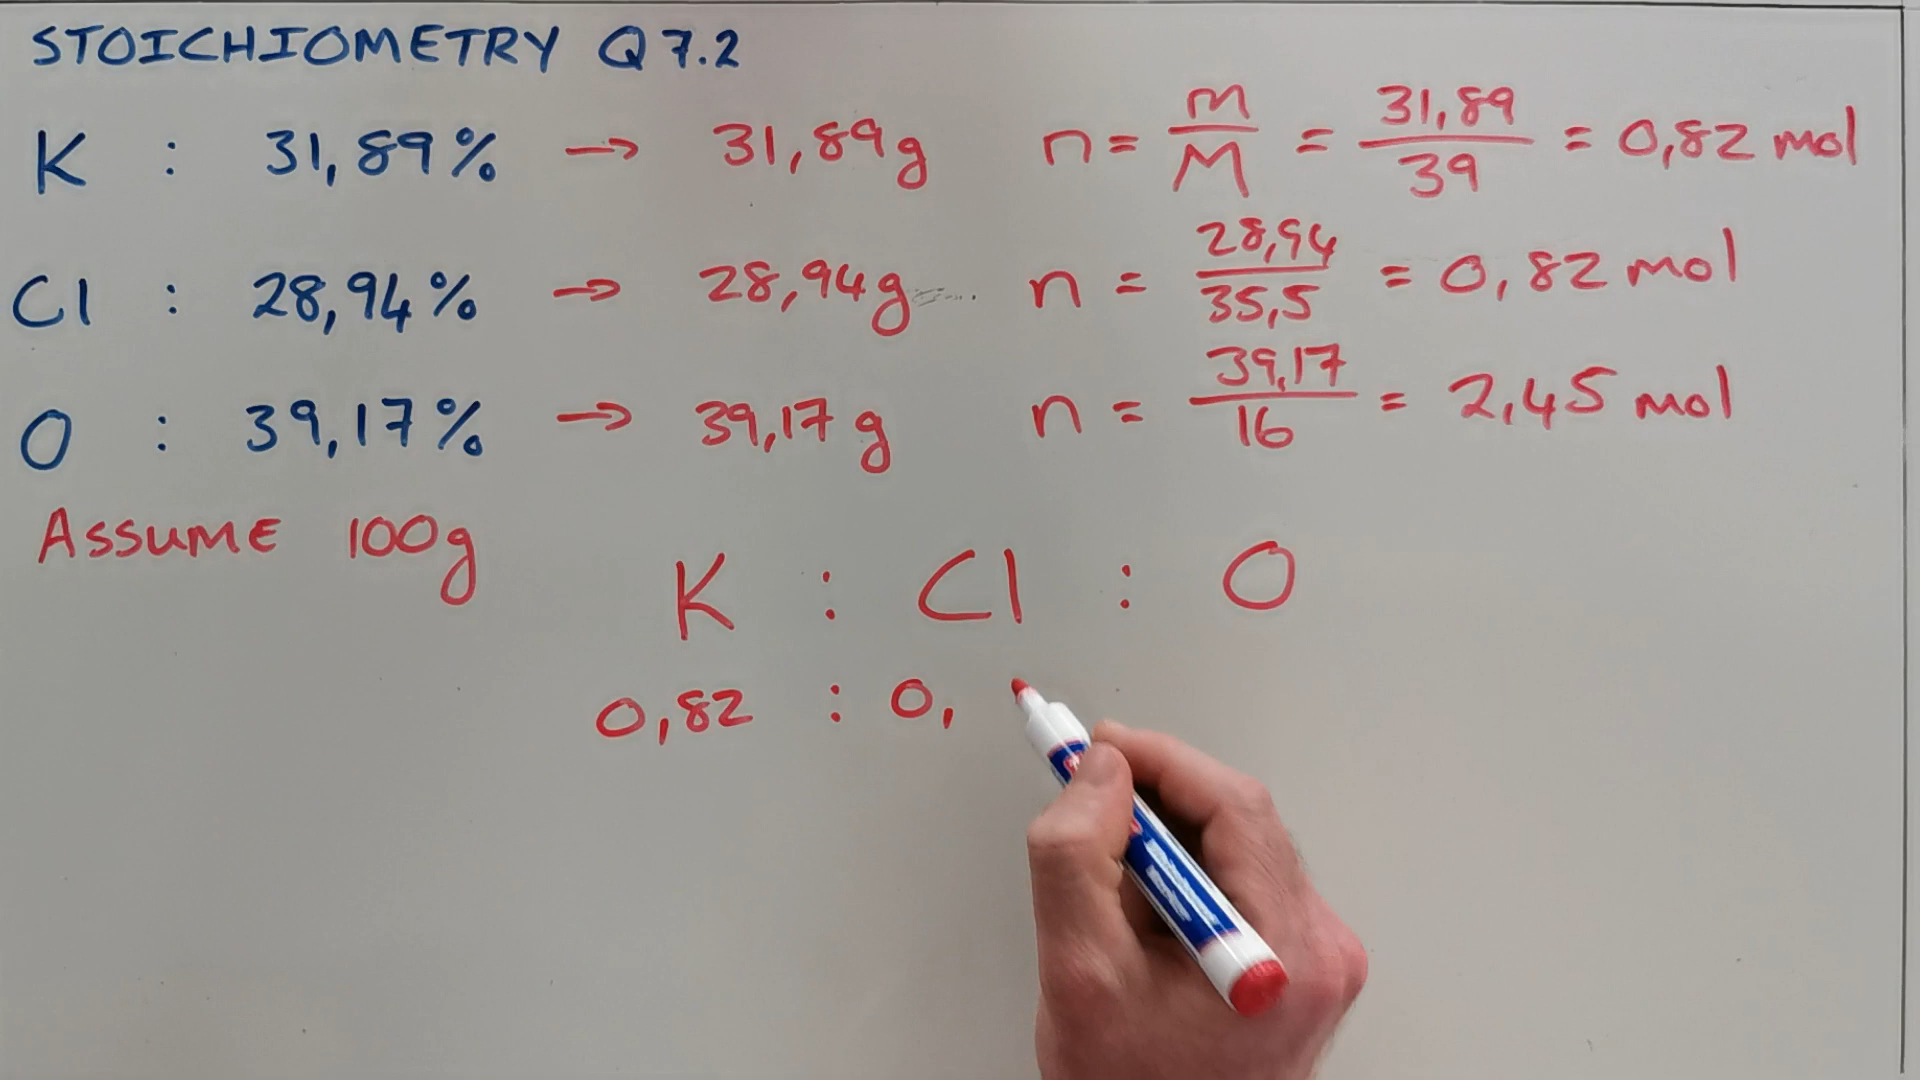 STOICHIOMETRY Q7.2
K : 31,89% → 31,89g n = m/M = 31,89/39 = 0,82 mol
Cl : 28,94% → 28,94g n = 28,94/35,5 = 0,82 mol
O : 39,17% → 39,17g n = 39,17/16 = 2,45 mol
ASSUME 100g
K : Cl : O
0,82 : 0,